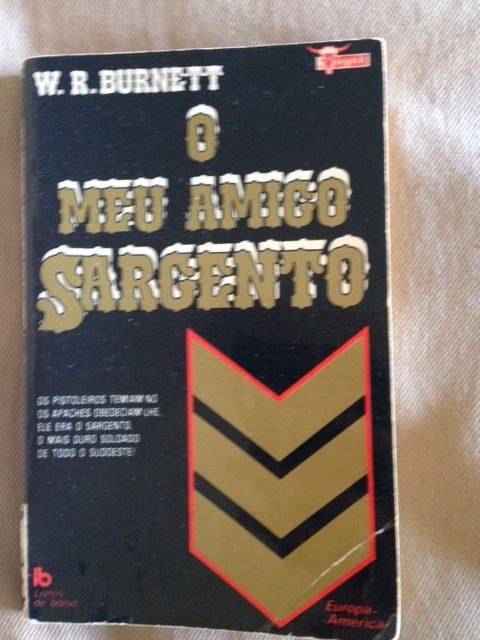 W. R. BURNETT
O
MEU AMIGO
SARGENTO
OS PISTOLEIROS TEMIAM-NO
OS APACHES OBEDECIAM-LHE.
ELE ERA O SARGENTO,
O MAIS DURO SOLDADO
DE TODO O SUDOESTE!
lb
Livros
de bolso
Europa-
América